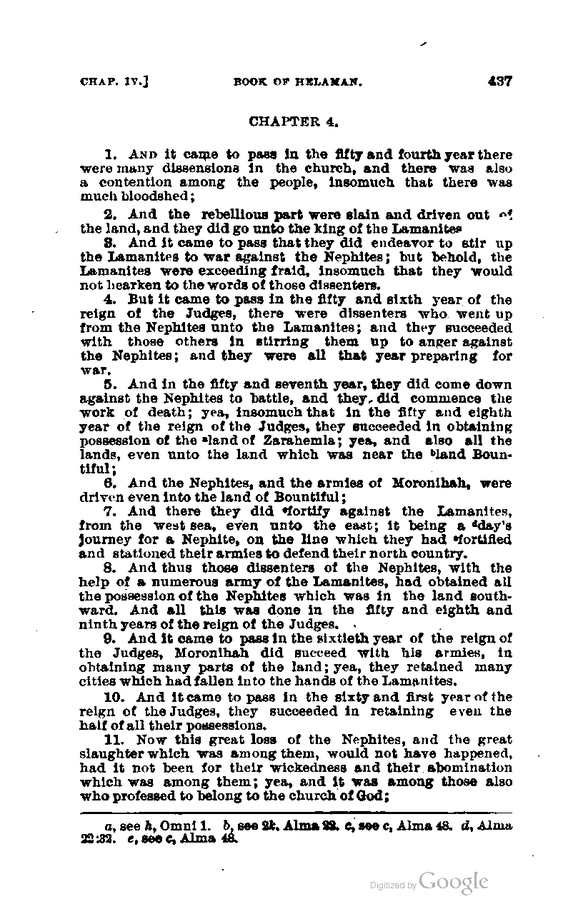 CHAP. IV.] BOOK OF HELAMAN. 437
CHAPTER 4.
1. AND it came to pass in the fifty and fourth year there
were many dissensions in the church, and there was also
a contention among the people, insomuch that there was
much bloodshed;
2. And the rebellious part were slain and driven out of
the land, and they did go unto the king of the Lamanites
3. And it came to pass that they did endeavor to stir up
the Lamanites to war against the Nephites; but behold, the
Lamanites were exceeding fraid, insomuch that they would
not hearken to the words of those dissenters.
4. But it came to pass in the fifty and sixth year of the
reign of the Judges, there were dissenters who went up
from the Nephites unto the Lamanites; and they succeeded
with those others in stirring them up to anger against
the Nephites; and they were all that year preparing for
war.
5. And in the fifty and seventh year, they did come down
against the Nephites to battle, and they did commence the
work of death; yea, insomuch that in the fifty and eighth
year of the reign of the Judges, they succeeded in obtaining
possession of the aland of Zarahemla; yea, and also all the
lands, even unto the land which was near the bland Boun-
tiful;
6. And the Nephites, and the armies of Moronihah, were
driven even into the land of Bountiful;
7. And there they did cfortify against the Lamanites,
from the west sea, even unto the east; it being a dday's
journey for a Nephite, on the line which they had efortified
and stationed their armies to defend their north country.
8. And thus those dissenters of the Nephites, with the
help of a numerous army of the Lamanites, had obtained all
the possession of the Nephites which was in the land south-
ward. And all this was done in the fifty and eighth and
ninth years of the reign of the Judges.
9. And it came to pass in the sixtieth year of the reign of
the Judges, Moronihah did succeed with his armies, in
obtaining many parts of the land; yea, they retained many
cities which had fallen into the hands of the Lamanites.
10. And it came to pass in the sixty and first year of the
reign of the Judges, they succeeded in retaining even the
half of all their possessions.
11. Now this great loss of the Nephites, and the great
slaughter which was among them, would not have happened,
had it not been for their wickedness and their abomination
which was among them; yea, and it was among those also
who professed to belong to the church of God;
a, see h, Omni 1. b, see 2k, Alma 22. c, see c, Alma 48. d, Alma
22:32. e, see c, Alma 48.
Digitized by Google